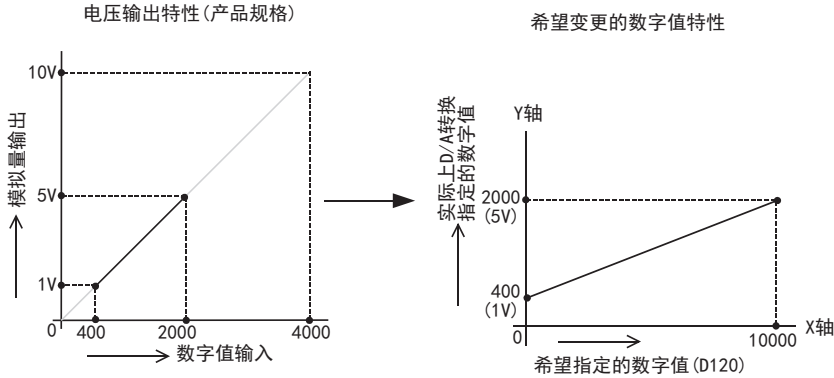 电压输出特性(产品规格)
10V
5V
1V
模拟量输出
0
400
2000
4000
数字值输入
希望变更的数字值特性
实际上D/A转换
指定的数字值
Y轴
2000
(5V)
400
(1V)
0
10000
X轴
希望指定的数字值(D120)